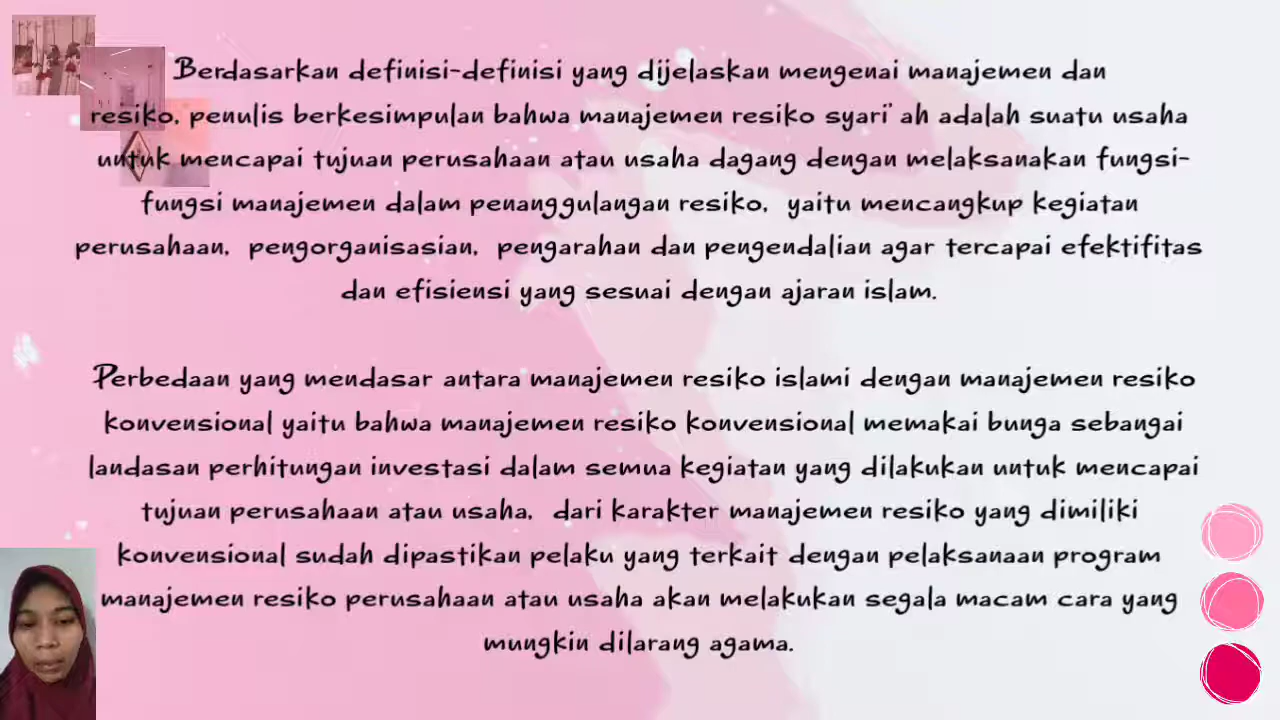 Berdasarkan definisi-definisi yang dijelaskan mengenai manajemen dan
resiko, penulis berkesimpulan bahwa manajemen resiko syari' ah adalah suatu usaha
untuk mencapai tujuan perusahaan atau usaha dagang dengan melaksanakan fungsi-
fungsi manajemen dalam penanggulangan resiko, yaitu mencangkup kegiatan
perusahaan, pengorganisasian, pengarahan dan pengendalian agar tercapai efektifitas
dan efisiensi yang sesuai dengan ajaran islam.
Perbedaan yang mendasar antara manajemen resiko islami dengan manajemen resiko
konvensional yaitu bahwa manajemen resiko konvensional memakai bunga sebangai
landasan perhitungan investasi dalam semua kegiatan yang dilakukan untuk mencapai
tujuan perusahaan atau usaha, dari karakter manajemen resiko yang dimiliki
konvensional sudah dipastikan pelaku yang terkait dengan pelaksanaan program
manajemen resiko perusahaan atau usaha akan melakukan segala macam cara yang
mungkin dilarang agama.